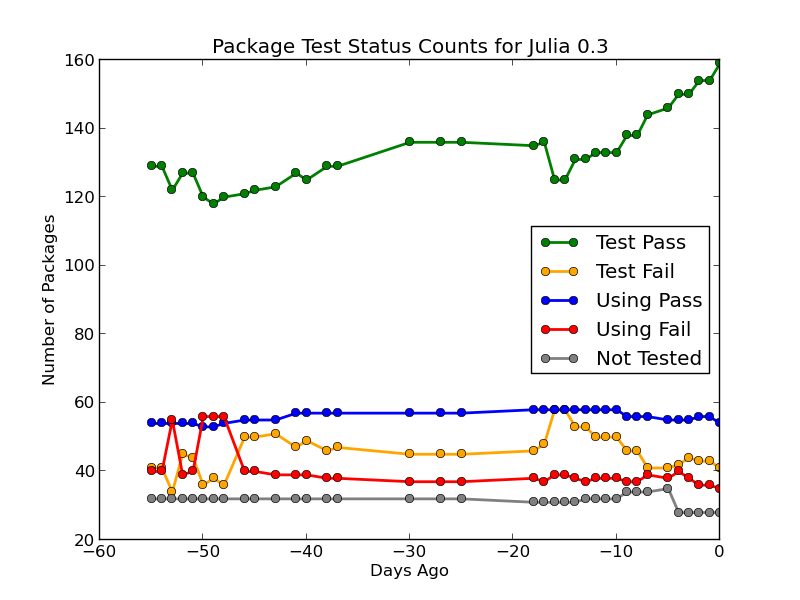 Package Test Status Counts for Julia 0.3
160
140
120
100
80
60
40
20
Number of Packages
Test Pass
Test Fail
Using Pass
Using Fail
Not Tested
−60 −50 −40 −30 −20 −10 0
Days Ago